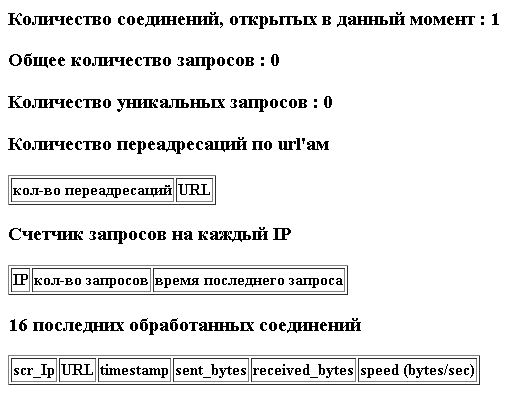 Количество соединений, открытых в данный момент : 1
Общее количество запросов : 0
Количество уникальных запросов : 0
Количество переадресаций по url'ам
кол-во переадресаций URL
Счетчик запросов на каждый IP
IP кол-во запросов время последнего запроса
16 последних обработанных соединений
scr_Ip URL timestamp sent_bytes received_bytes speed (bytes/sec)